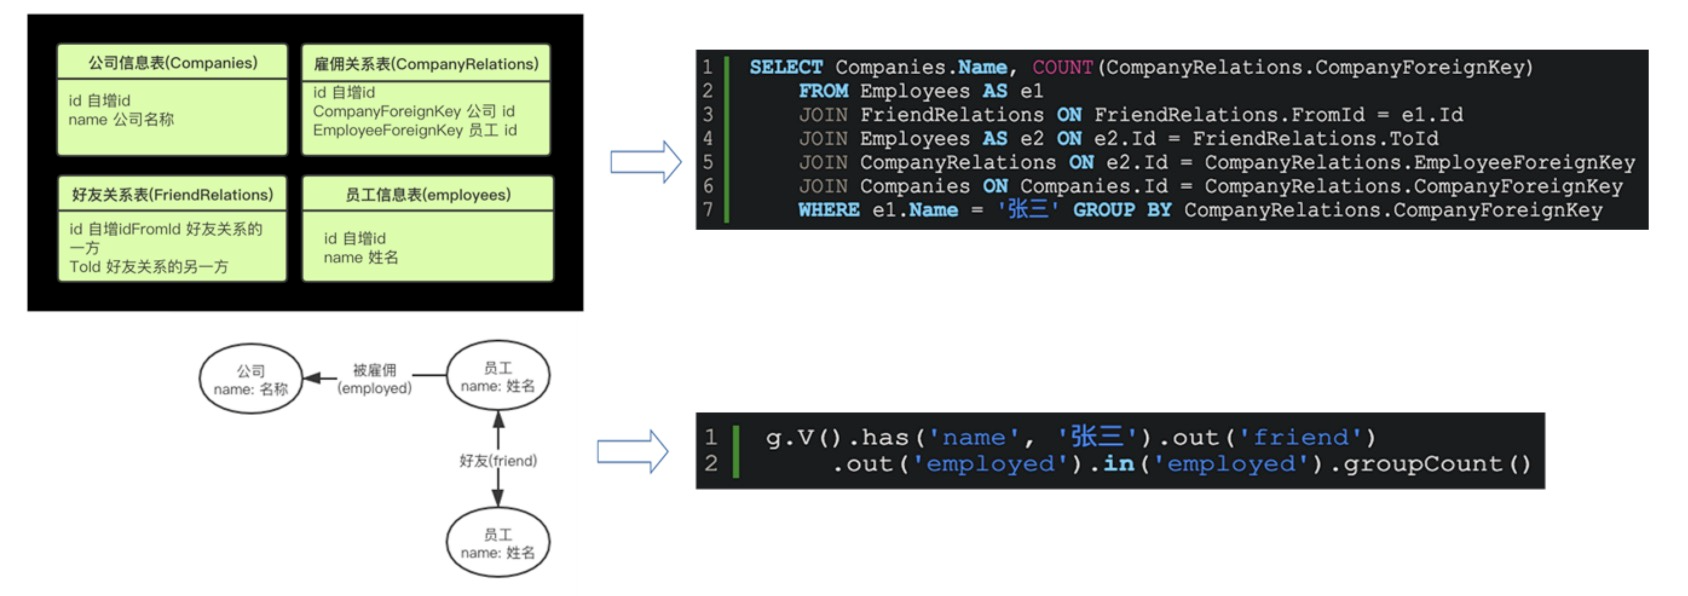 公司信息表(Companies)
id 自增id
name 公司名称
雇佣关系表(CompanyRelations)
id 自增id
CompanyForeignKey 公司 id
EmployeeForeignKey 员工 id
好友关系表(FriendRelations)
id 自增idFromId 好友关系的
一方
ToId 好友关系的另一方
员工信息表(employees)
id 自增id
name 姓名
1 SELECT Companies.Name, COUNT(CompanyRelations.CompanyForeignKey)
2 FROM Employees AS e1
3 JOIN FriendRelations ON FriendRelations.FromId = e1.Id
4 JOIN Employees AS e2 ON e2.Id = FriendRelations.ToId
5 JOIN CompanyRelations ON e2.Id = CompanyRelations.EmployeeForeignKey
6 JOIN Companies ON Companies.Id = CompanyRelations.CompanyForeignKey
7 WHERE e1.Name = '张三' GROUP BY CompanyRelations.CompanyForeignKey
公司
name: 名称
被雇佣
(employed)
员工
name: 姓名
好友(friend)
员工
name: 姓名
1 g.V().has('name', '张三').out('friend')
2 .out('employed').in('employed').groupCount()